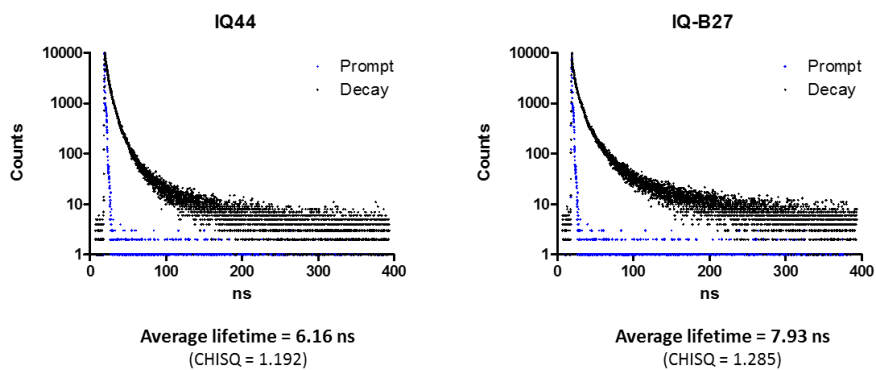 IQ44
10000
1000
100
10
1
Counts
0
100
200
300
400
ns
Prompt
Decay
Average lifetime = 6.16 ns
(CHISQ = 1.192)
IQ-B27
10000
1000
100
10
1
Counts
0
100
200
300
400
ns
Prompt
Decay
Average lifetime = 7.93 ns
(CHISQ = 1.285)